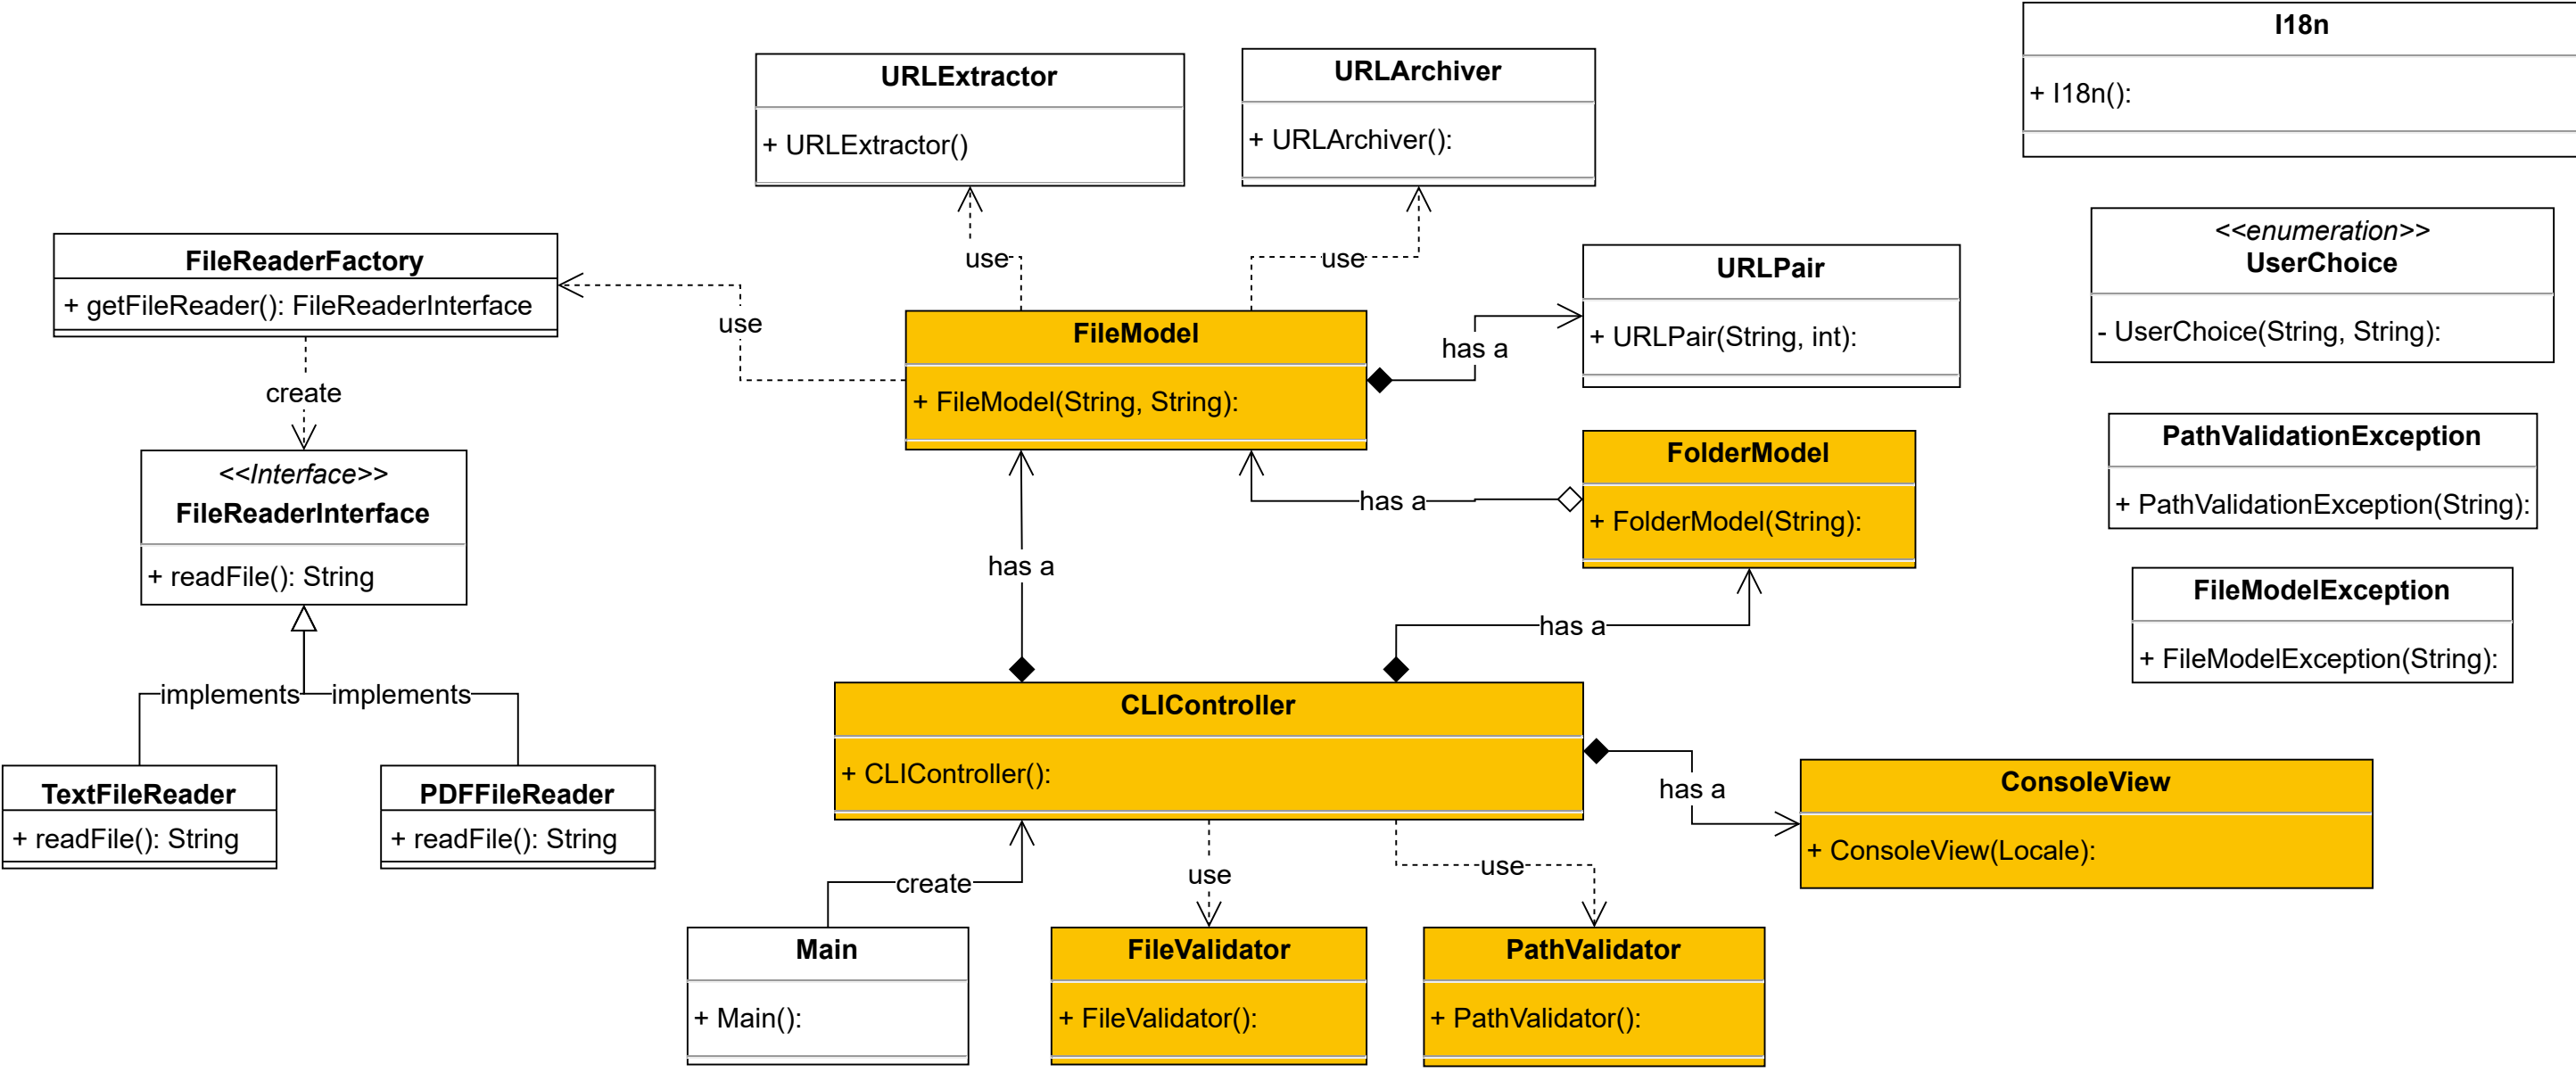 I18n
+ I18n():
URLExtractor
+ URLExtractor()
URLArchiver
+ URLArchiver():
<<enumeration>>
UserChoice
- UserChoice(String, String):
use
use
FileReaderFactory
+ getFileReader(): FileReaderInterface
URLPair
+ URLPair(String, int):
use
FileModel
+ FileModel(String, String):
has a
create
PathValidationException
+ PathValidationException(String):
<<Interface>>
FileReaderInterface
+ readFile(): String
FolderModel
+ FolderModel(String):
has a
has a
FileModelException
+ FileModelException(String):
has a
implements
implements
CLIController
+ CLIController():
TextFileReader
+ readFile(): String
PDFFileReader
+ readFile(): String
has a
ConsoleView
+ ConsoleView(Locale):
create
use
use
Main
+ Main():
FileValidator
+ FileValidator():
PathValidator
+ PathValidator():